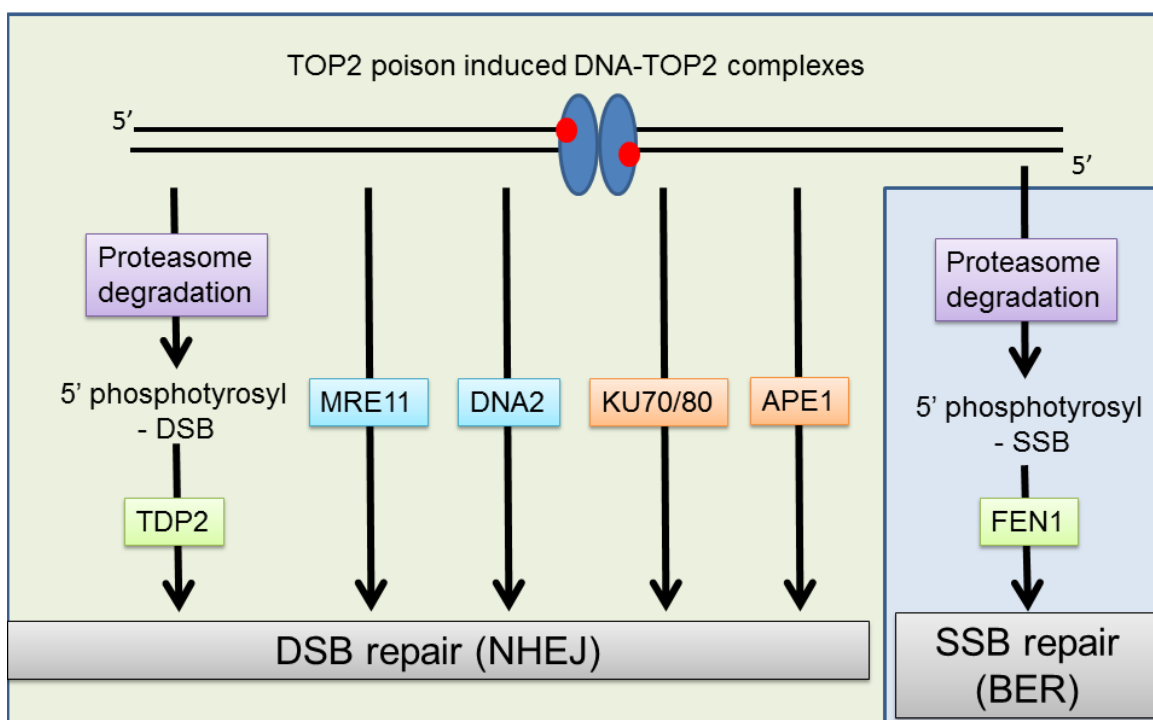 TOP2 poison induced DNA-TOP2 complexes
5’
5’
Proteasome
degradation
5’ phosphotyrosyl
- DSB
TDP2
MRE11
DNA2
KU70/80
APE1
DSB repair (NHEJ)
Proteasome
degradation
5’ phosphotyrosyl
- SSB
FEN1
SSB repair
(BER)